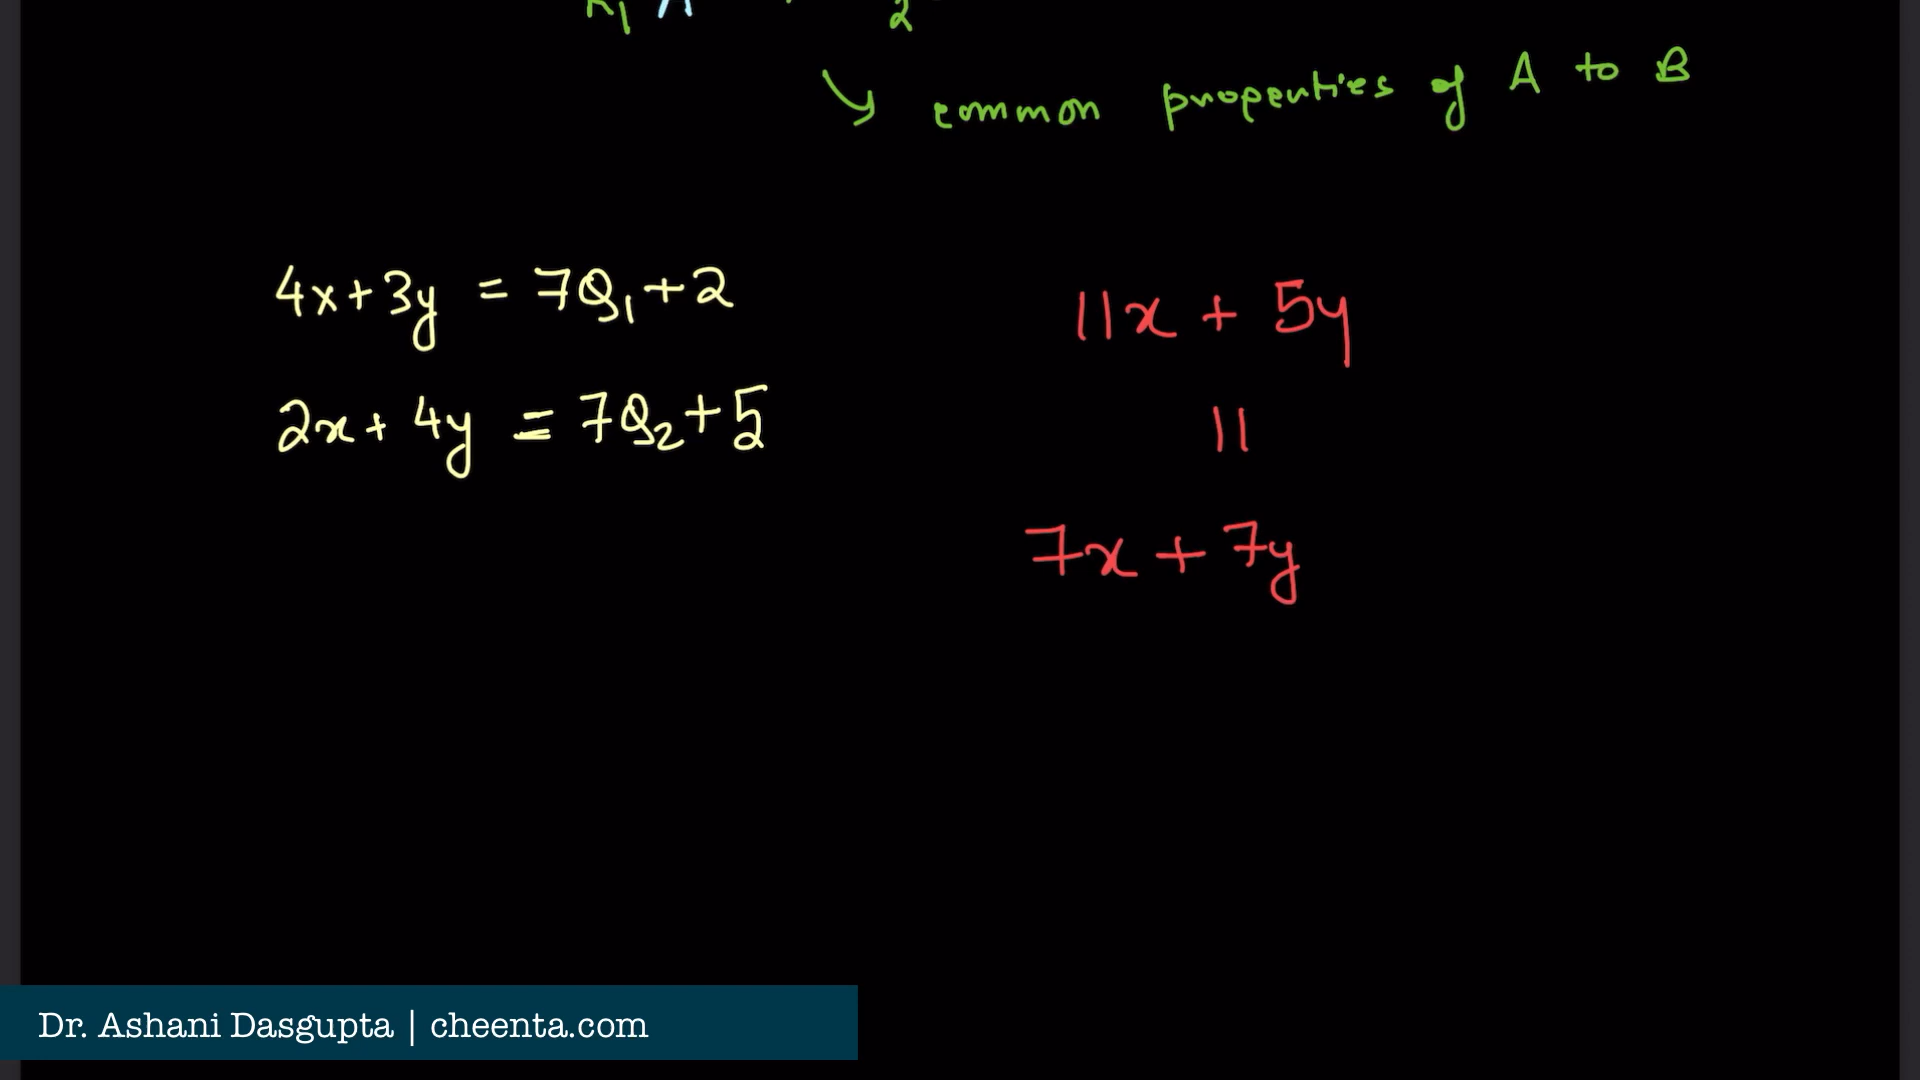 2
↘ common properties of A to B
4x+3y = 7Q₁+2
2x+4y = 7Q₂+5
11x + 5y
||
7x + 7y
Dr. Ashani Dasgupta | cheenta.com